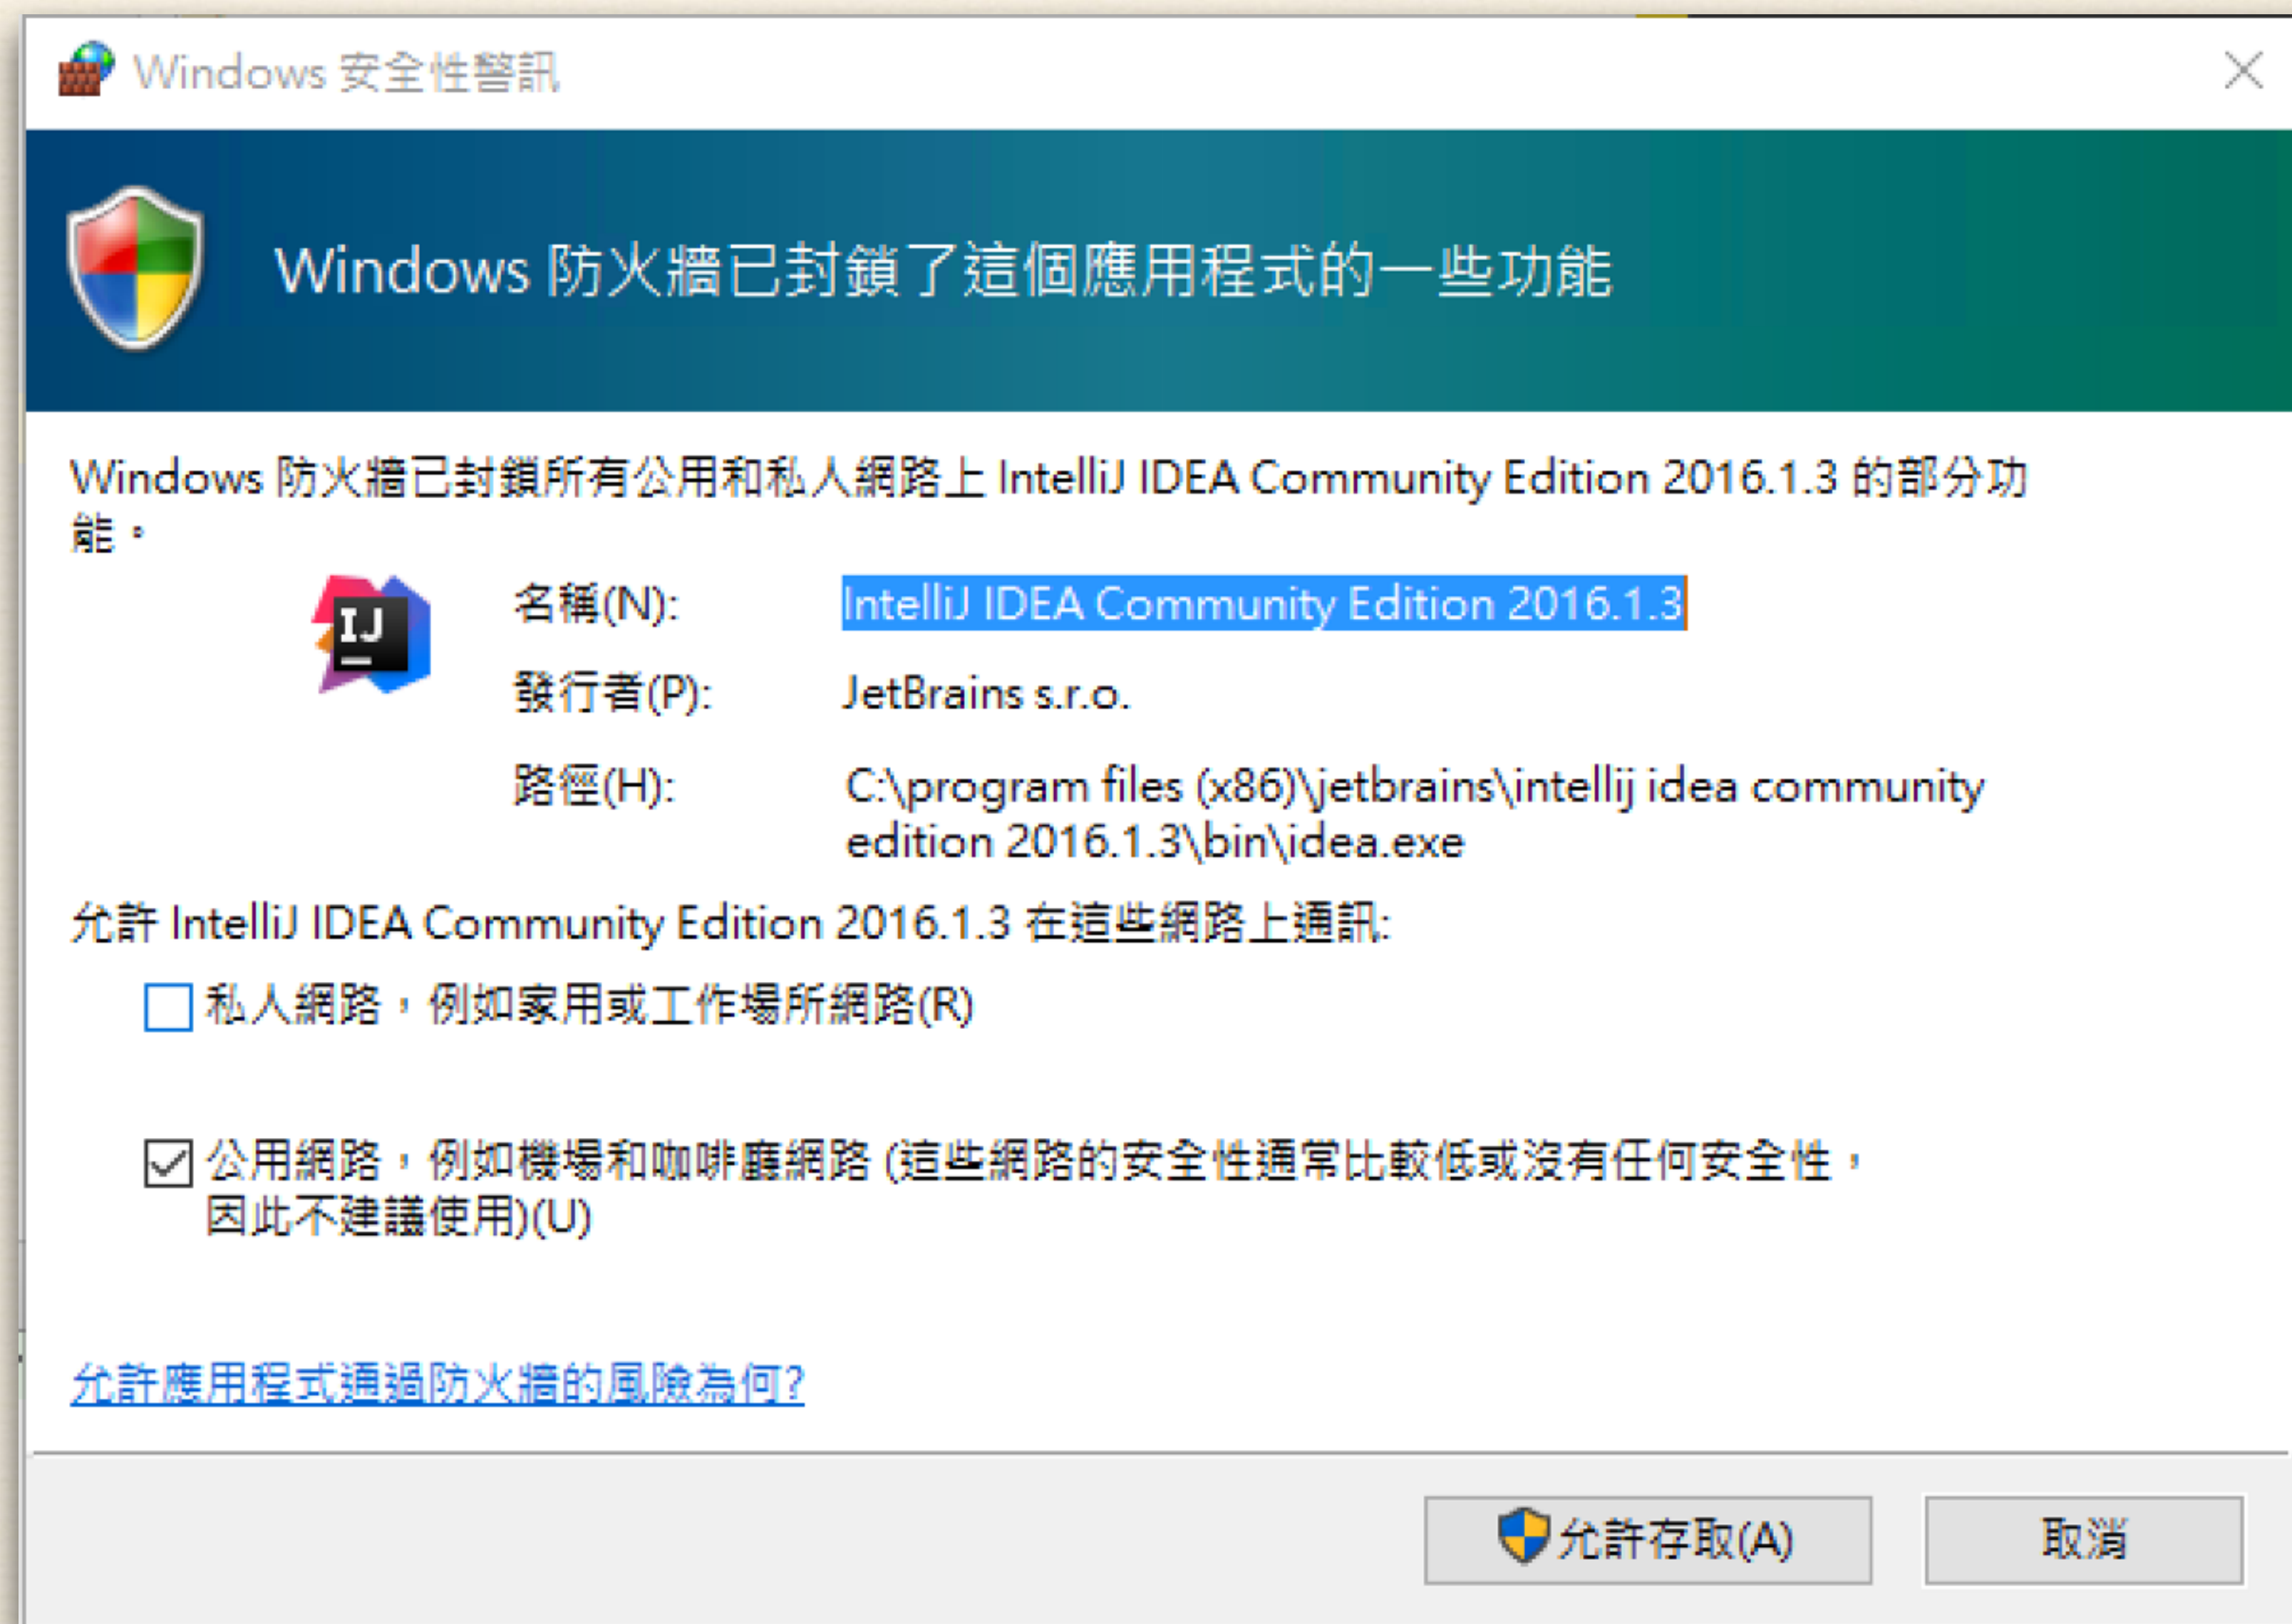 Windows 安全性警訊
Windows 防火牆已封鎖了這個應用程式的一些功能
Windows 防火牆已封鎖所有公用和私人網路上 IntelliJ IDEA Community Edition 2016.1.3 的部分功
能。
IJ
名稱(N): IntelliJ IDEA Community Edition 2016.1.3
發行者(P): JetBrains s.r.o.
路徑(H): C:\program files (x86)\jetbrains\intellij idea community
edition 2016.1.3\bin\idea.exe
允許 IntelliJ IDEA Community Edition 2016.1.3 在這些網路上通訊:
私人網路，例如家用或工作場所網路(R)
公用網路，例如機場和咖啡廳網路 (這些網路的安全性通常比較低或沒有任何安全性，
因此不建議使用)(U)
允許應用程式通過防火牆的風險為何?
允許存取(A) 取消